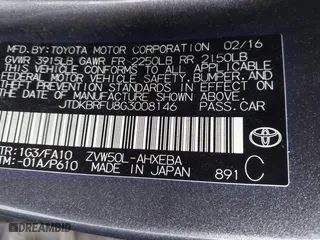 MFD. BY: TOYOTA MOTOR CORPORATION 02/16
GVWR 3915LB GAWR FR 2250LB RR 2150LB
THIS VEHICLE CONFORMS TO ALL APPLICABLE
FEDERAL MOTOR VEHICLE SAFETY, BUMPER, AND
THEFT PREVENTION STANDARDS IN EFFECT ON
THE DATE OF MANUFACTURE SHOWN ABOVE.
JTDKBRFU8G3008146 PASS.CAR
TR: 1G3/FA10 ZVW50L-AHXEBA
TM: -01A/P610 MADE IN JAPAN 891 C
TOYOTA
© DREAMBID